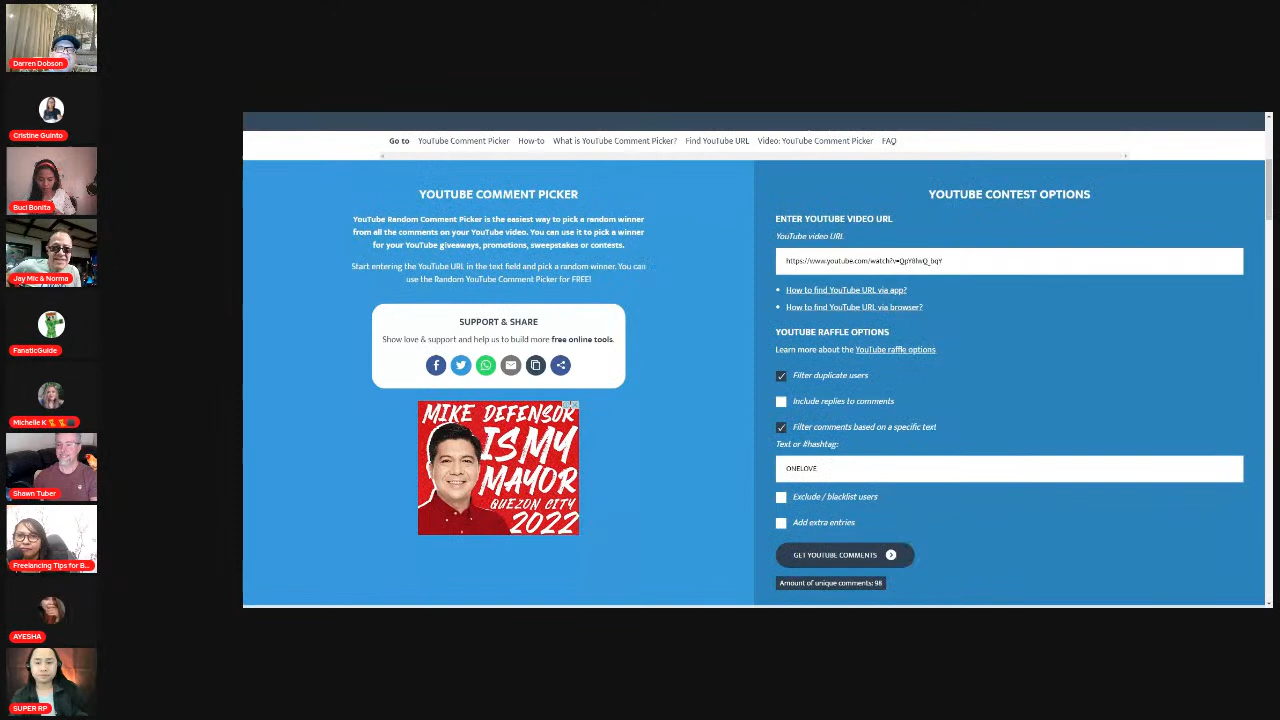 Darren Dobson
Cristine Guinto
Buci Bonita
Jay Mic & Norma
FanaticGuide
Michelle K
Shawn Tuber
Freelancing Tips for B...
AYESHA
SUPER RP
Go to YouTube Comment Picker How-to What is YouTube Comment Picker? Find YouTube URL Video: YouTube Comment Picker FAQ
YOUTUBE COMMENT PICKER
YouTube Random Comment Picker is the easiest way to pick a random winner
from all the comments on your YouTube video. You can use it to pick a winner
for your YouTube giveaways, promotions, sweepstakes or contests.
Start entering the YouTube URL in the text field and pick a random winner. You can
use the Random YouTube Comment Picker for FREE!
SUPPORT & SHARE
Show love & support and help us to build more free online tools.
MIKE DEFENSOR
IS MY
MAYOR
QUEZON CITY
2022
YOUTUBE CONTEST OPTIONS
ENTER YOUTUBE VIDEO URL
YouTube video URL
https://www.youtube.com/watch?v=QpY8lwQ_bqY
How to find YouTube URL via app?
How to find YouTube URL via browser?
YOUTUBE RAFFLE OPTIONS
Learn more about the YouTube raffle options
Filter duplicate users
Include replies to comments
Filter comments based on a specific text
Text or #hashtag:
ONELOVE
Exclude / blacklist users
Add extra entries
GET YOUTUBE COMMENTS
Amount of unique comments: 98